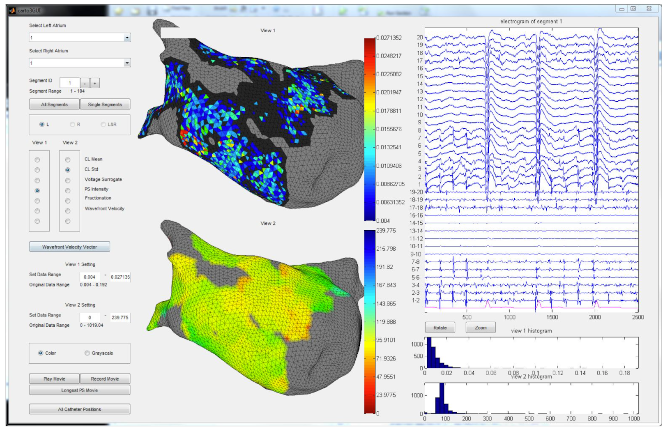 Select Left Atrium
1
Select Right Atrium
1
Segment ID
1
Segment Range 1 - 194
All Segments
Single Segments
L
R
LSR
View 1
View 2
CL Mean
CL Std
Voltage Surrogate
PS Intensity
Fractionation
Wavefront Velocity
Wavefront Velocity Vector
View 1 Setting
Set Data Range 0.004 - 0.027135
Original Data Range 0.004 - 0.192
View 2 Setting
Set Data Range 0 - 239.775
Original Data Range 0 - 1019.04
Color
Greyscale
Play Movie
Record Movie
Longest PS Movie
All Catheter Positions
View 1
0.0271352
0.0248217
0.0201947
0.0178811
0.0155676
0.0132541
0.0109406
0.00862705
0.00631352
0.004
View 2
239.775
215.798
191.82
167.843
143.865
119.888
95.9101
71.9326
47.9551
23.9775
0
electrogram of segment 1
20
19
18
17
16
15
14
13
12
11
10
9
8
7
6
5
4
3
2
1
19-20
18-19
17-18
16-16
14-15
13-14
12-13
11-12
10-11
9-10
7-8
6-7
5-6
3-4
2-3
1-2
0 500 1000 1500 2000 2500
Rotate
Zoom
view 1 histogram
1000
500
0
0 0.02 0.04 0.06 0.08 0.1 0.12 0.14 0.16 0.18
view 2 histogram
1000
500
0
0 100 200 300 400 500 600 700 800 900 1000